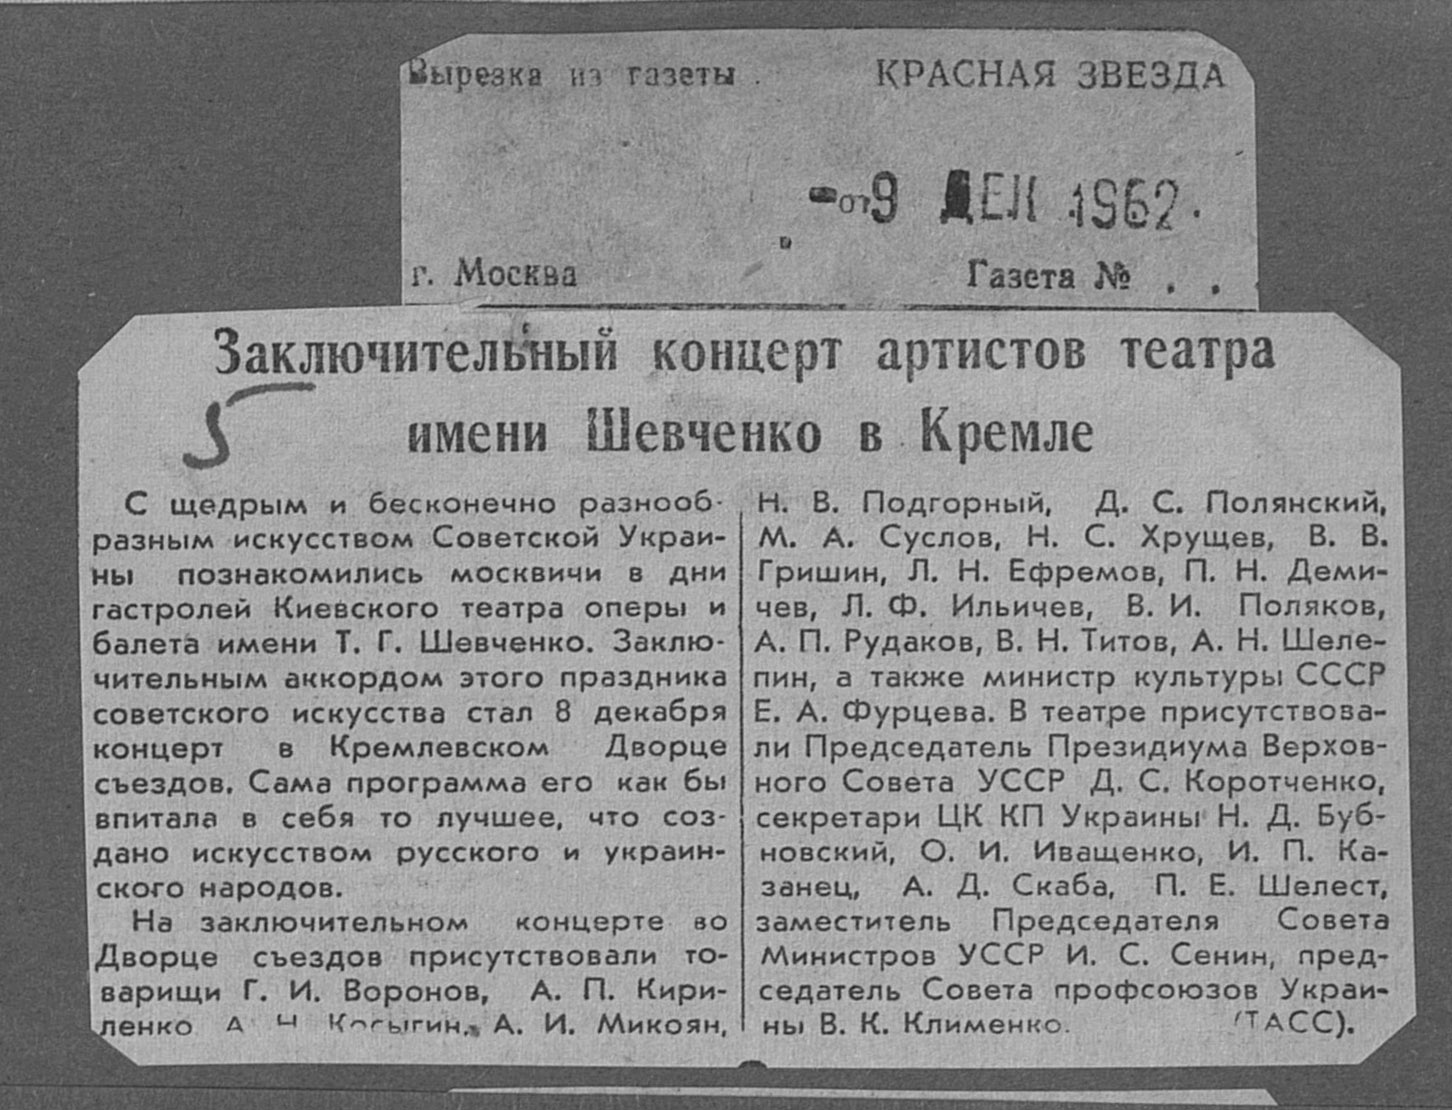 Вырезка из газеты . КРАСНАЯ ЗВЕЗДА
-от9 ДЕК 1962.
г. Москва Газета № . .
Заключительный концерт артистов театра
имени Шевченко в Кремле
5
С щедрым и бесконечно разнооб-
разным искусством Советской Украи-
ны познакомились москвичи в дни
гастролей Киевского театра оперы и
балета имени Т. Г. Шевченко. Заклю-
чительным аккордом этого праздника
советского искусства стал 8 декабря
концерт в Кремлевском Дворце
съездов. Сама программа его как бы
впитала в себя то лучшее, что соз-
дано искусством русского и украин-
ского народов.
На заключительном концерте во
Дворце съездов присутствовали то-
варищи Г. И. Воронов, А. П. Кири-
ленко А Н Косыгин, А. И. Микоян,
Н. В. Подгорный, Д. С. Полянский,
М. А. Суслов, Н. С. Хрущев, В. В.
Гришин, Л. Н. Ефремов, П. Н. Деми-
чев, Л. Ф. Ильичев, В. И. Поляков,
А. П. Рудаков, В. Н. Титов, А. Н. Шеле-
пин, а также министр культуры СССР
Е. А. Фурцева. В театре присутствова-
ли Председатель Президиума Верхов-
ного Совета УССР Д. С. Коротченко,
секретари ЦК КП Украины Н. Д. Буб-
новский, О. И. Иващенко, И. П. Ка-
занец, А. Д. Скаба, П. Е. Шелест,
заместитель Председателя Совета
Министров УССР И. С. Сенин, пред-
седатель Совета профсоюзов Украи-
ны В. К. Клименко. (ТАСС).